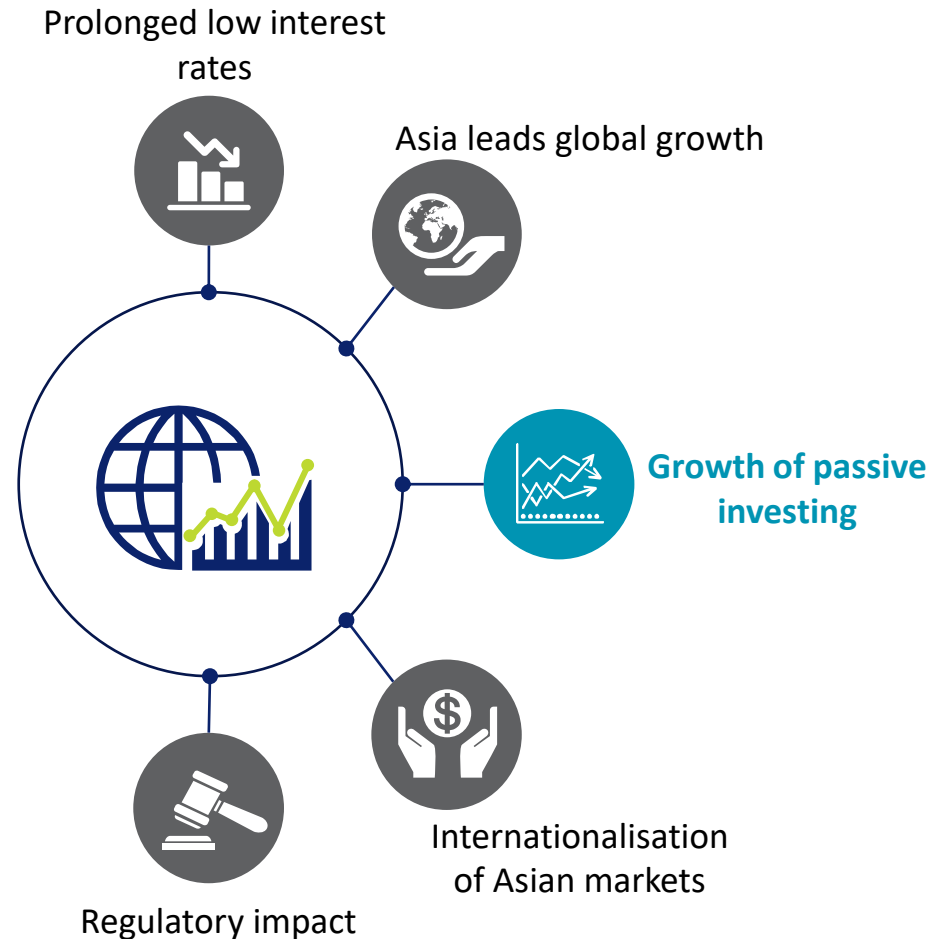 Prolonged low interest
rates
Asia leads global growth
Growth of passive
investing
$
Internationalisation
of Asian markets
Regulatory impact